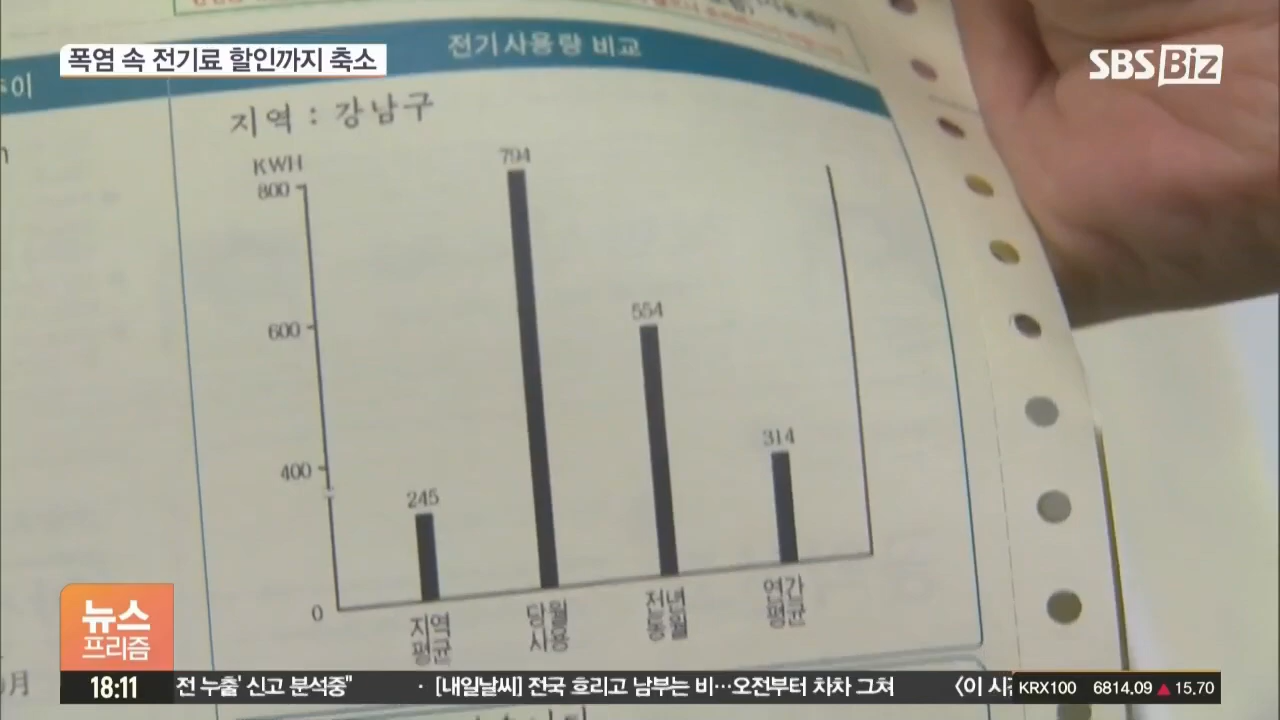 폭염 속 전기료 할인까지 축소
SBS Biz
전기사용량 비교
지역 : 강남구
KWH
800
600
400
0
794
554
314
245
지역
평균
당월
사용
전년
동월
연간
평균
뉴스
프리즘
18:11
전 누출' 신고 분석중" · [내일날씨] 전국 흐리고 남부는 비…오전부터 차차 그쳐 〈이 시
KRX100 6814.09 ▲ 15.70